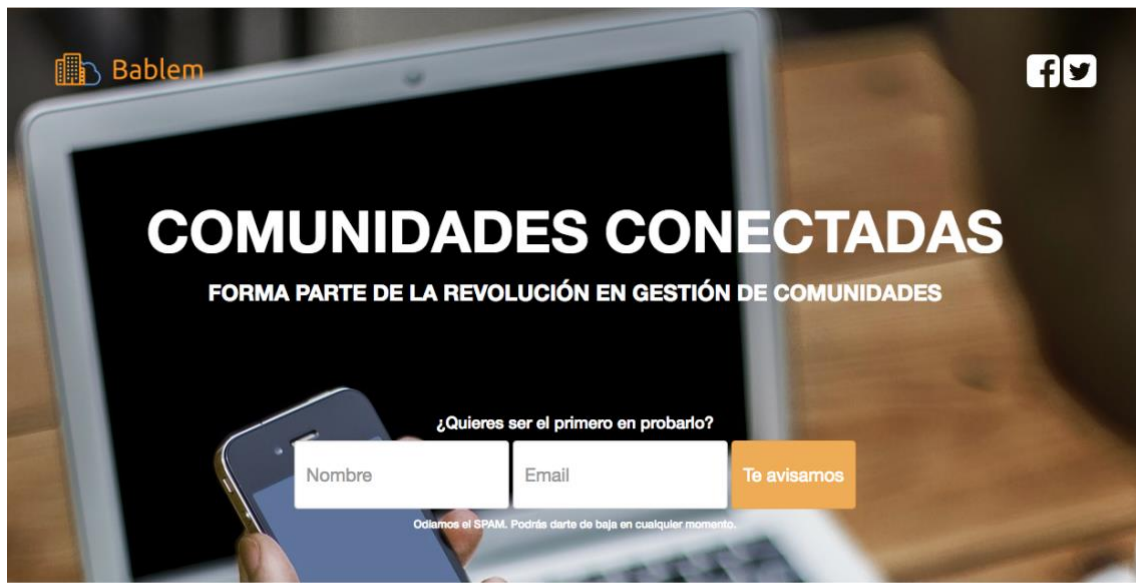 Bablem
COMUNIDADES CONECTADAS
FORMA PARTE DE LA REVOLUCIÓN EN GESTIÓN DE COMUNIDADES
¿Quieres ser el primero en probarlo?
Nombre
Email
Te avisamos
Odiamos el SPAM. Podrás darte de baja en cualquier momento.